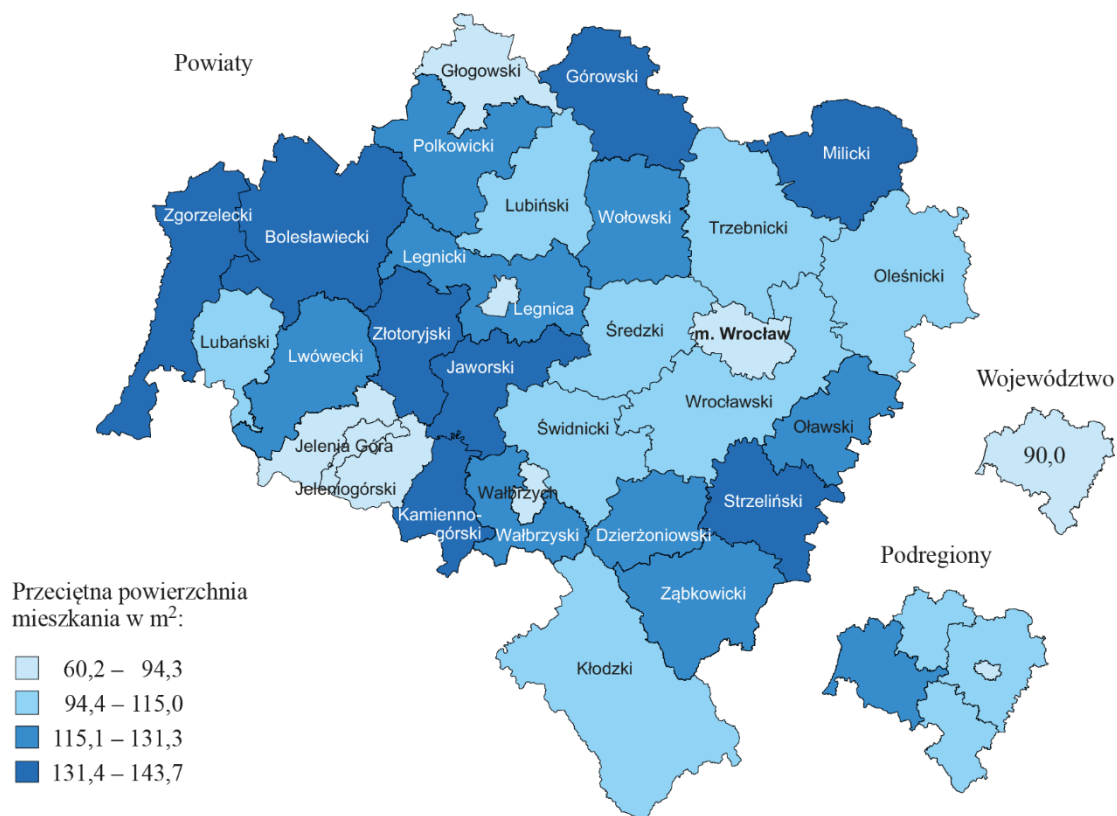 Powiaty
Głogowski
Górowski
Polkowicki
Milicki
Lubiński
Zgorzelecki
Wołowski
Trzebnicki
Bolesławiecki
Legnicki
Oleśnicki
Legnica
Złotoryjski
Średzki
m. Wrocław
Lubański
Lwówecki
Jaworski
Wrocławski
Województwo
Świdnicki
Oławski
Jelenia Góra
90,0
Jeleniogórski
Wałbrzych
Strzeliński
Kamienno-
górski
Wałbrzyski
Dzierżoniowski
Podregiony
Ząbkowicki
Kłodzki
Przeciętna powierzchnia
mieszkania w m²:
60,2 – 94,3
94,4 – 115,0
115,1 – 131,3
131,4 – 143,7